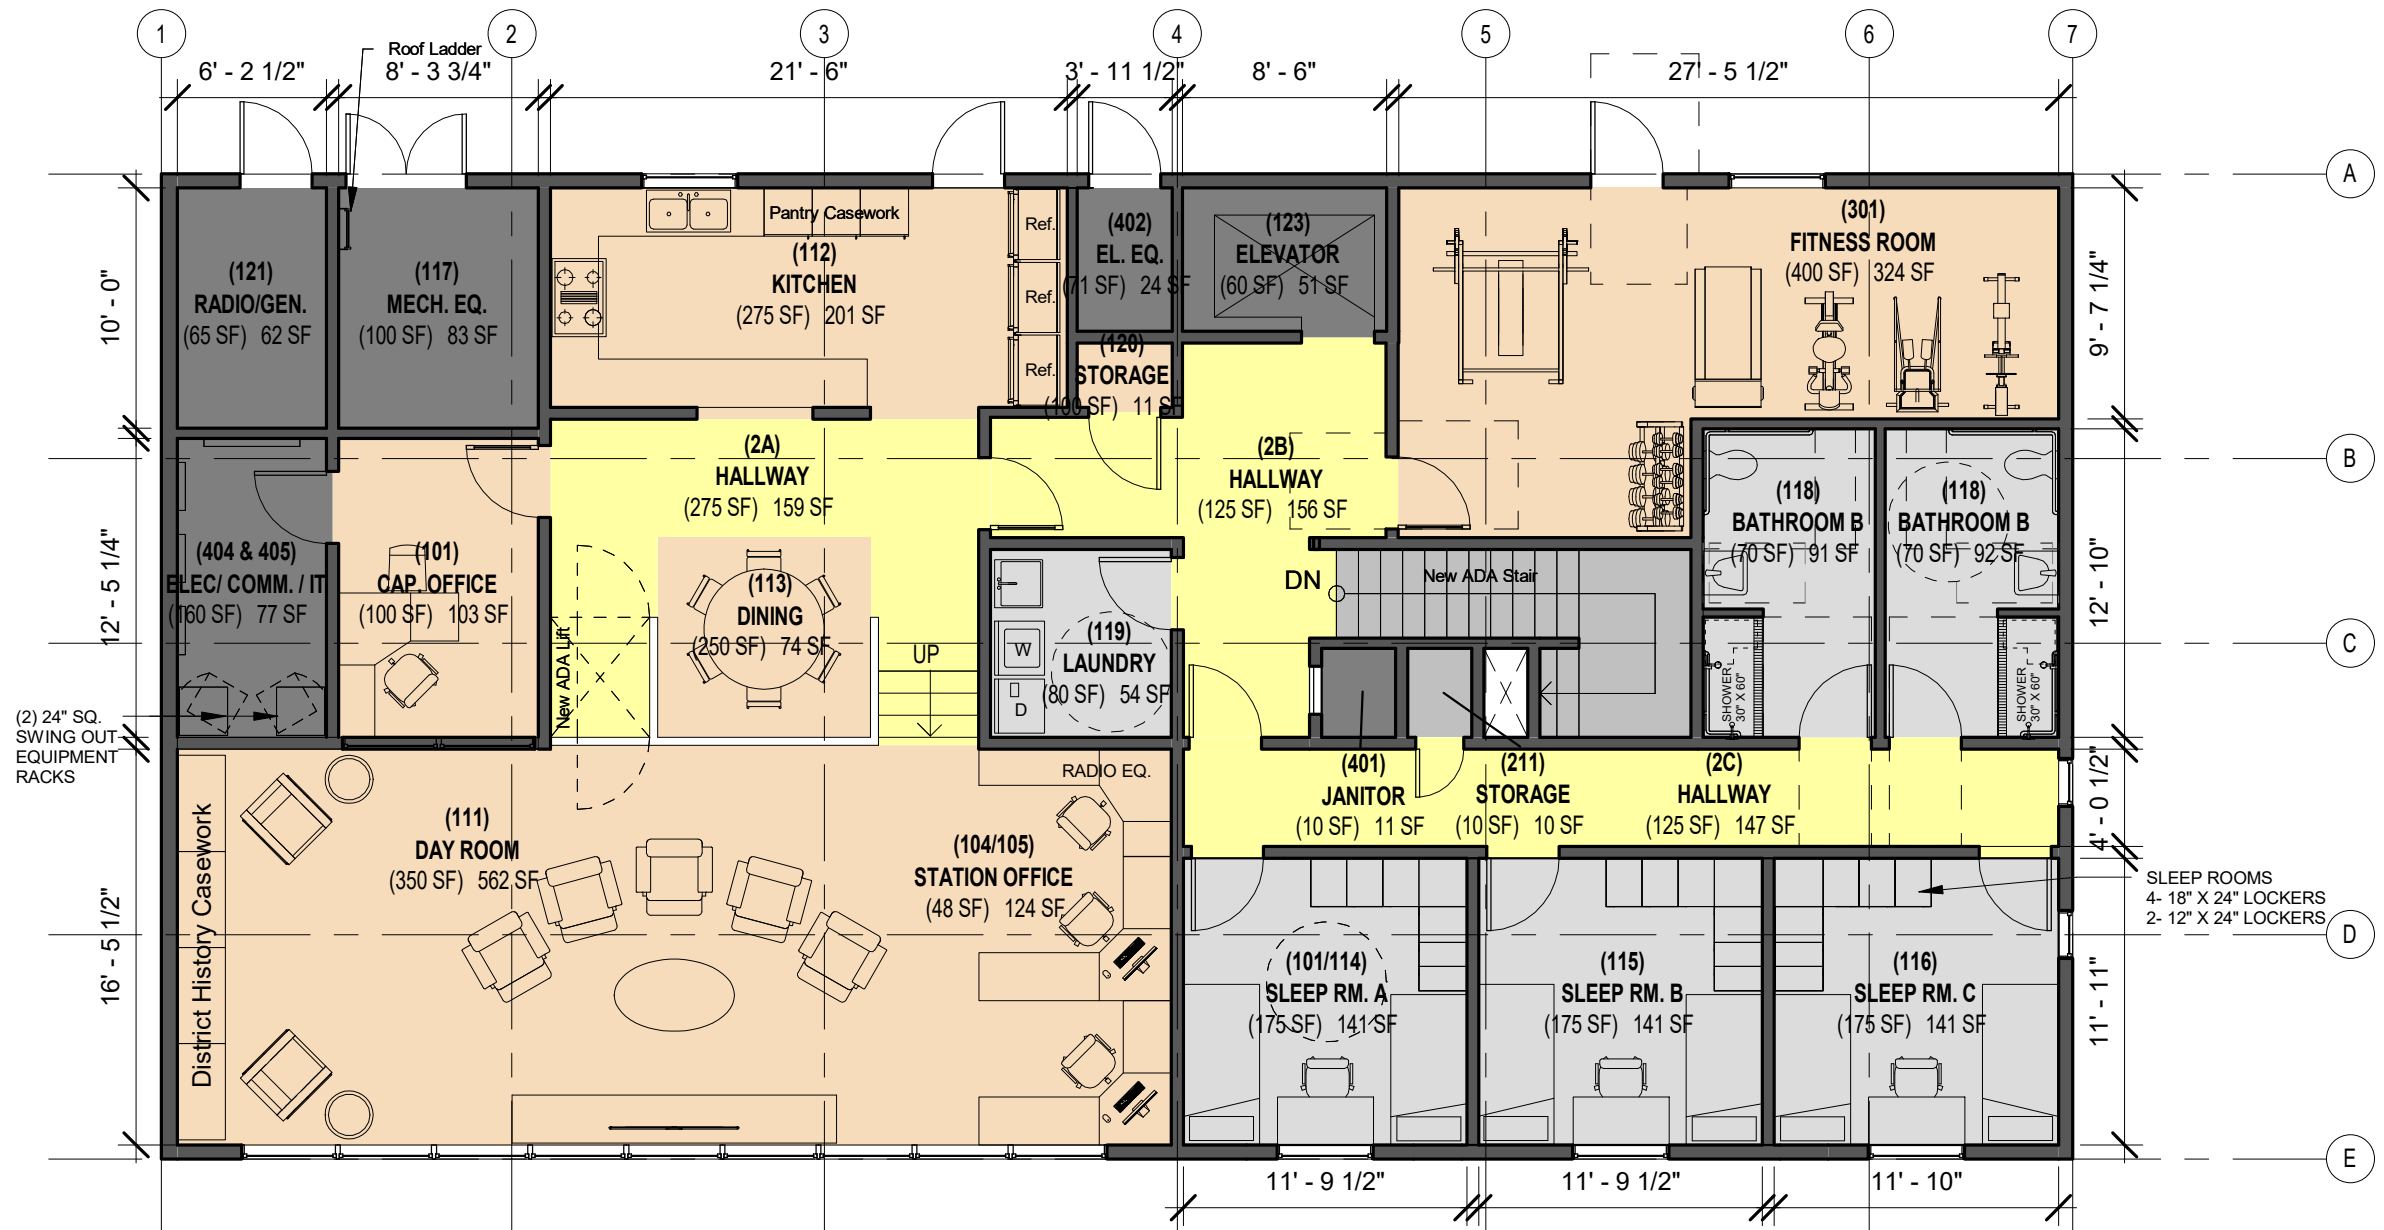 1
2
3
4
5
6
7
Roof Ladder
6' - 2 1/2"
8' - 3 3/4"
21' - 6"
3' - 11 1/2"
8' - 6"
27' - 5 1/2"
A
B
C
D
E
10' - 0"
12' - 5 1/4"
16' - 5 1/2"
9' - 7 1/4"
12' - 10"
4' - 0 1/2"
11' - 11"
(121)
RADIO/GEN.
(65 SF) 62 SF
(117)
MECH. EQ.
(100 SF) 83 SF
Pantry Casework
(112)
KITCHEN
(275 SF) 201 SF
Ref.
Ref.
Ref.
(402)
EL. EQ.
(71 SF) 24 SF
(123)
ELEVATOR
(60 SF) 51 SF
(301)
FITNESS ROOM
(400 SF) 324 SF
(120)
STORAGE
(100 SF) 11 SF
(2A)
HALLWAY
(275 SF) 159 SF
(2B)
HALLWAY
(125 SF) 156 SF
(118)
BATHROOM B
(70 SF) 91 SF
(118)
BATHROOM B
(70 SF) 92 SF
(404 & 405)
ELEC/ COMM. / IT
(160 SF) 77 SF
(101)
CAP. OFFICE
(100 SF) 103 SF
New ADA Lift
(113)
DINING
(250 SF) 74 SF
UP
W
D
(119)
LAUNDRY
(80 SF) 54 SF
DN
New ADA Stair
SHOWER
30" X 60"
SHOWER
30" X 60"
(2) 24" SQ.
SWING OUT
EQUIPMENT
RACKS
District History Casework
(111)
DAY ROOM
(350 SF) 562 SF
RADIO EQ.
(104/105)
STATION OFFICE
(48 SF) 124 SF
(401)
JANITOR
(10 SF) 11 SF
(211)
STORAGE
(10 SF) 10 SF
(2C)
HALLWAY
(125 SF) 147 SF
SLEEP ROOMS
4- 18" X 24" LOCKERS
2- 12" X 24" LOCKERS
(101/114)
SLEEP RM. A
(175 SF) 141 SF
(115)
SLEEP RM. B
(175 SF) 141 SF
(116)
SLEEP RM. C
(175 SF) 141 SF
11' - 9 1/2"
11' - 9 1/2"
11' - 10"